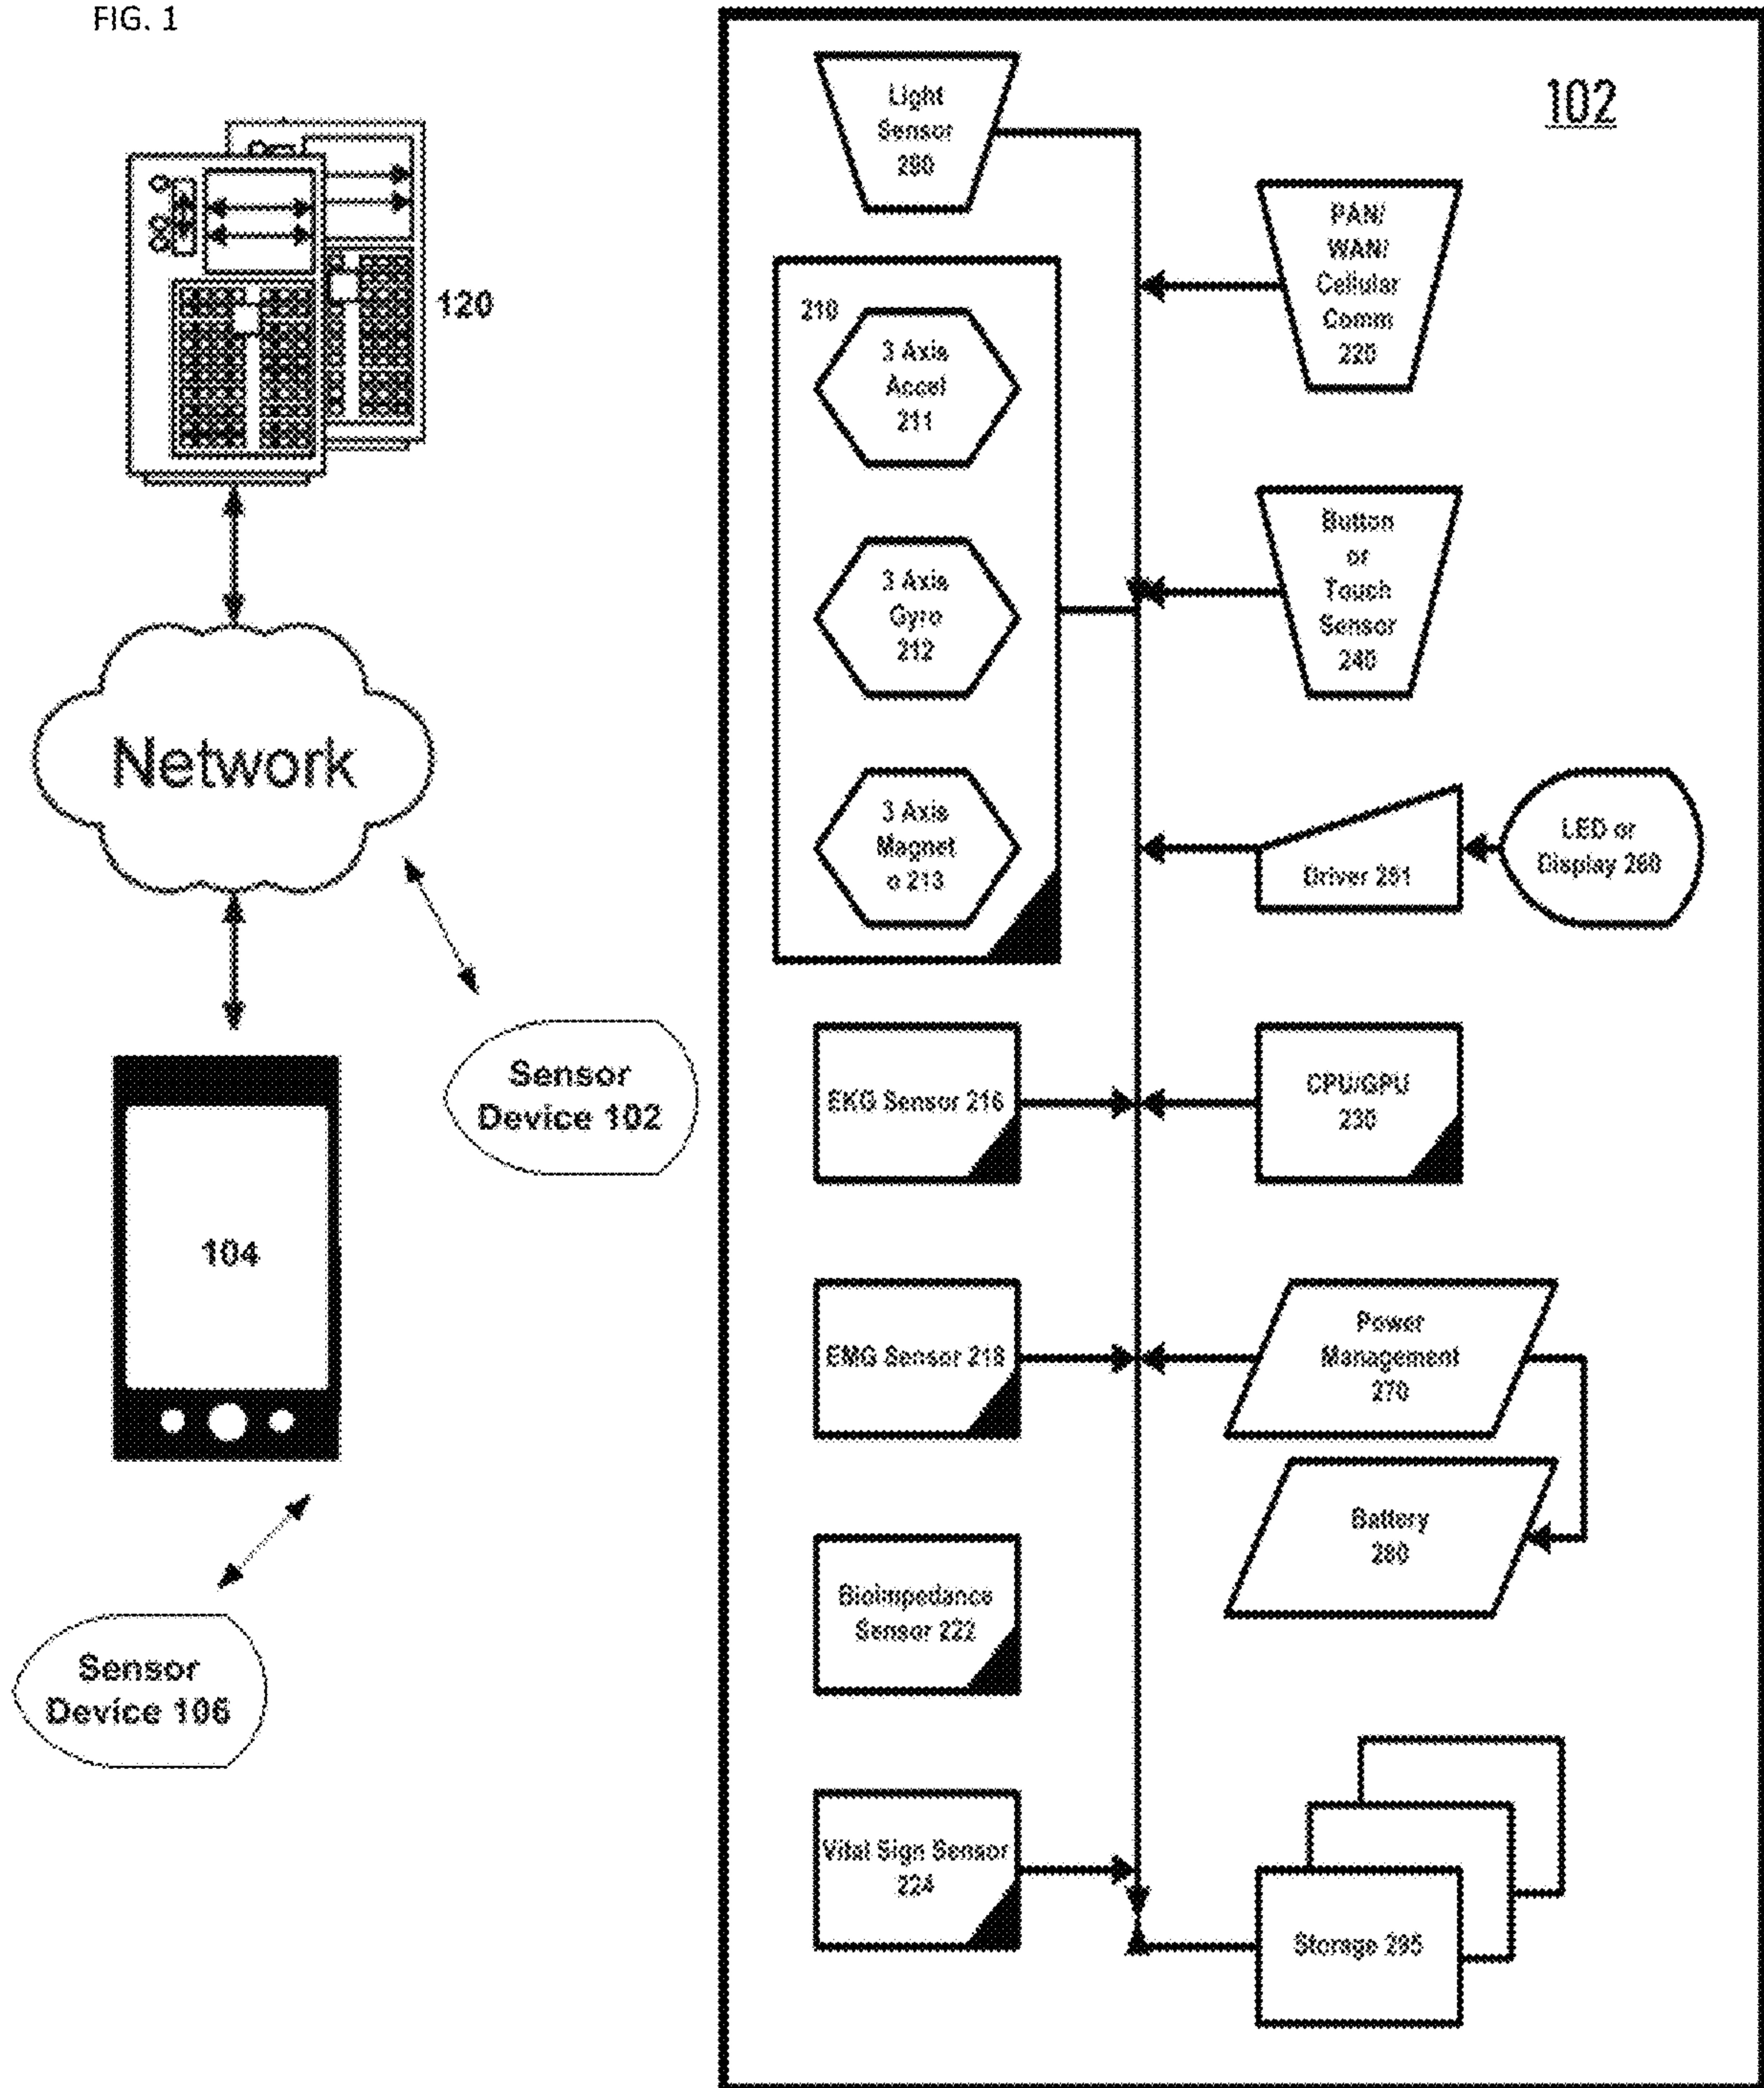 FIG. 1
120
Network
Sensor
Device 102
104
Sensor
Device 106
102
Light
Sensor
PAN/
WAN/
Cellular
Comm
220
210
3 Axis
Accel
211
3 Axis
Gyro
212
3 Axis
Magnet
o 213
Button
or
Touch
Sensor
240
Driver
LED or
Display 260
EKG Sensor 216
CPU/GPU
230
EMG Sensor 218
Power
Management
270
Battery
280
Bioimpedance
Sensor 222
Vital Sign Sensor
224
Storage 295